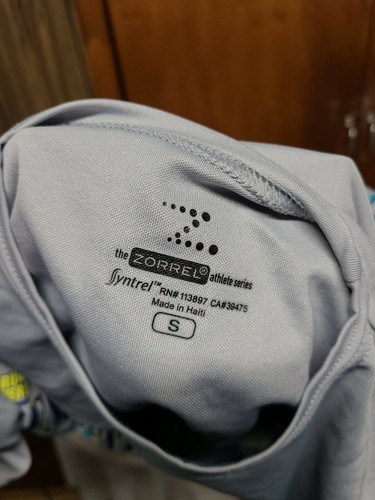 the ZORREL® athlete series
Syntrel™ RN# 113897 CA#39475
Made in Haiti
S